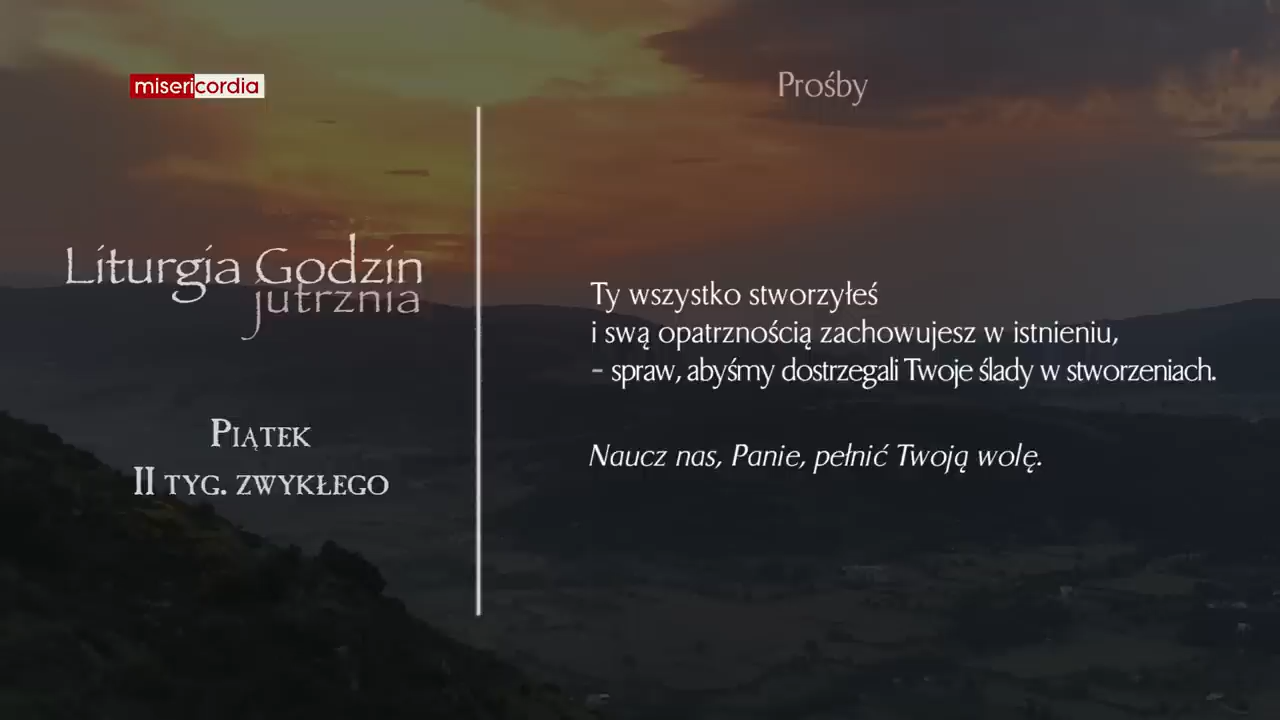 misericordia
Liturgia Godzin
jutrznia
Piątek
II tyg. zwykłego
Prośby
Ty wszystko stworzyłeś
i swą opatrznością zachowujesz w istnieniu,
- spraw, abyśmy dostrzegali Twoje ślady w stworzeniach.
Naucz nas, Panie, pełnić Twoją wolę.